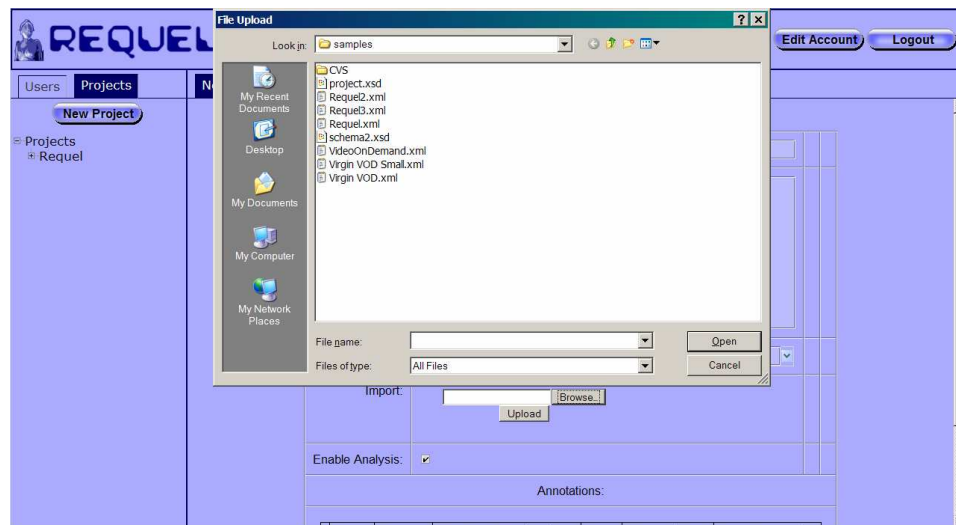 REQUEL
Edit Account
Logout
Users
Projects
New Project
Projects
Requel
File Upload
Look in:
samples
My Recent
Documents
Desktop
My Documents
My Computer
My Network
Places
CVS
project.xsd
Requel2.xml
Requel3.xml
Requel.xml
schema2.xsd
VideoOnDemand.xml
Virgin VOD Small.xml
Virgin VOD.xml
File name:
Open
Files of type:
All Files
Cancel
Import:
Browse...
Upload
Enable Analysis:
Annotations: